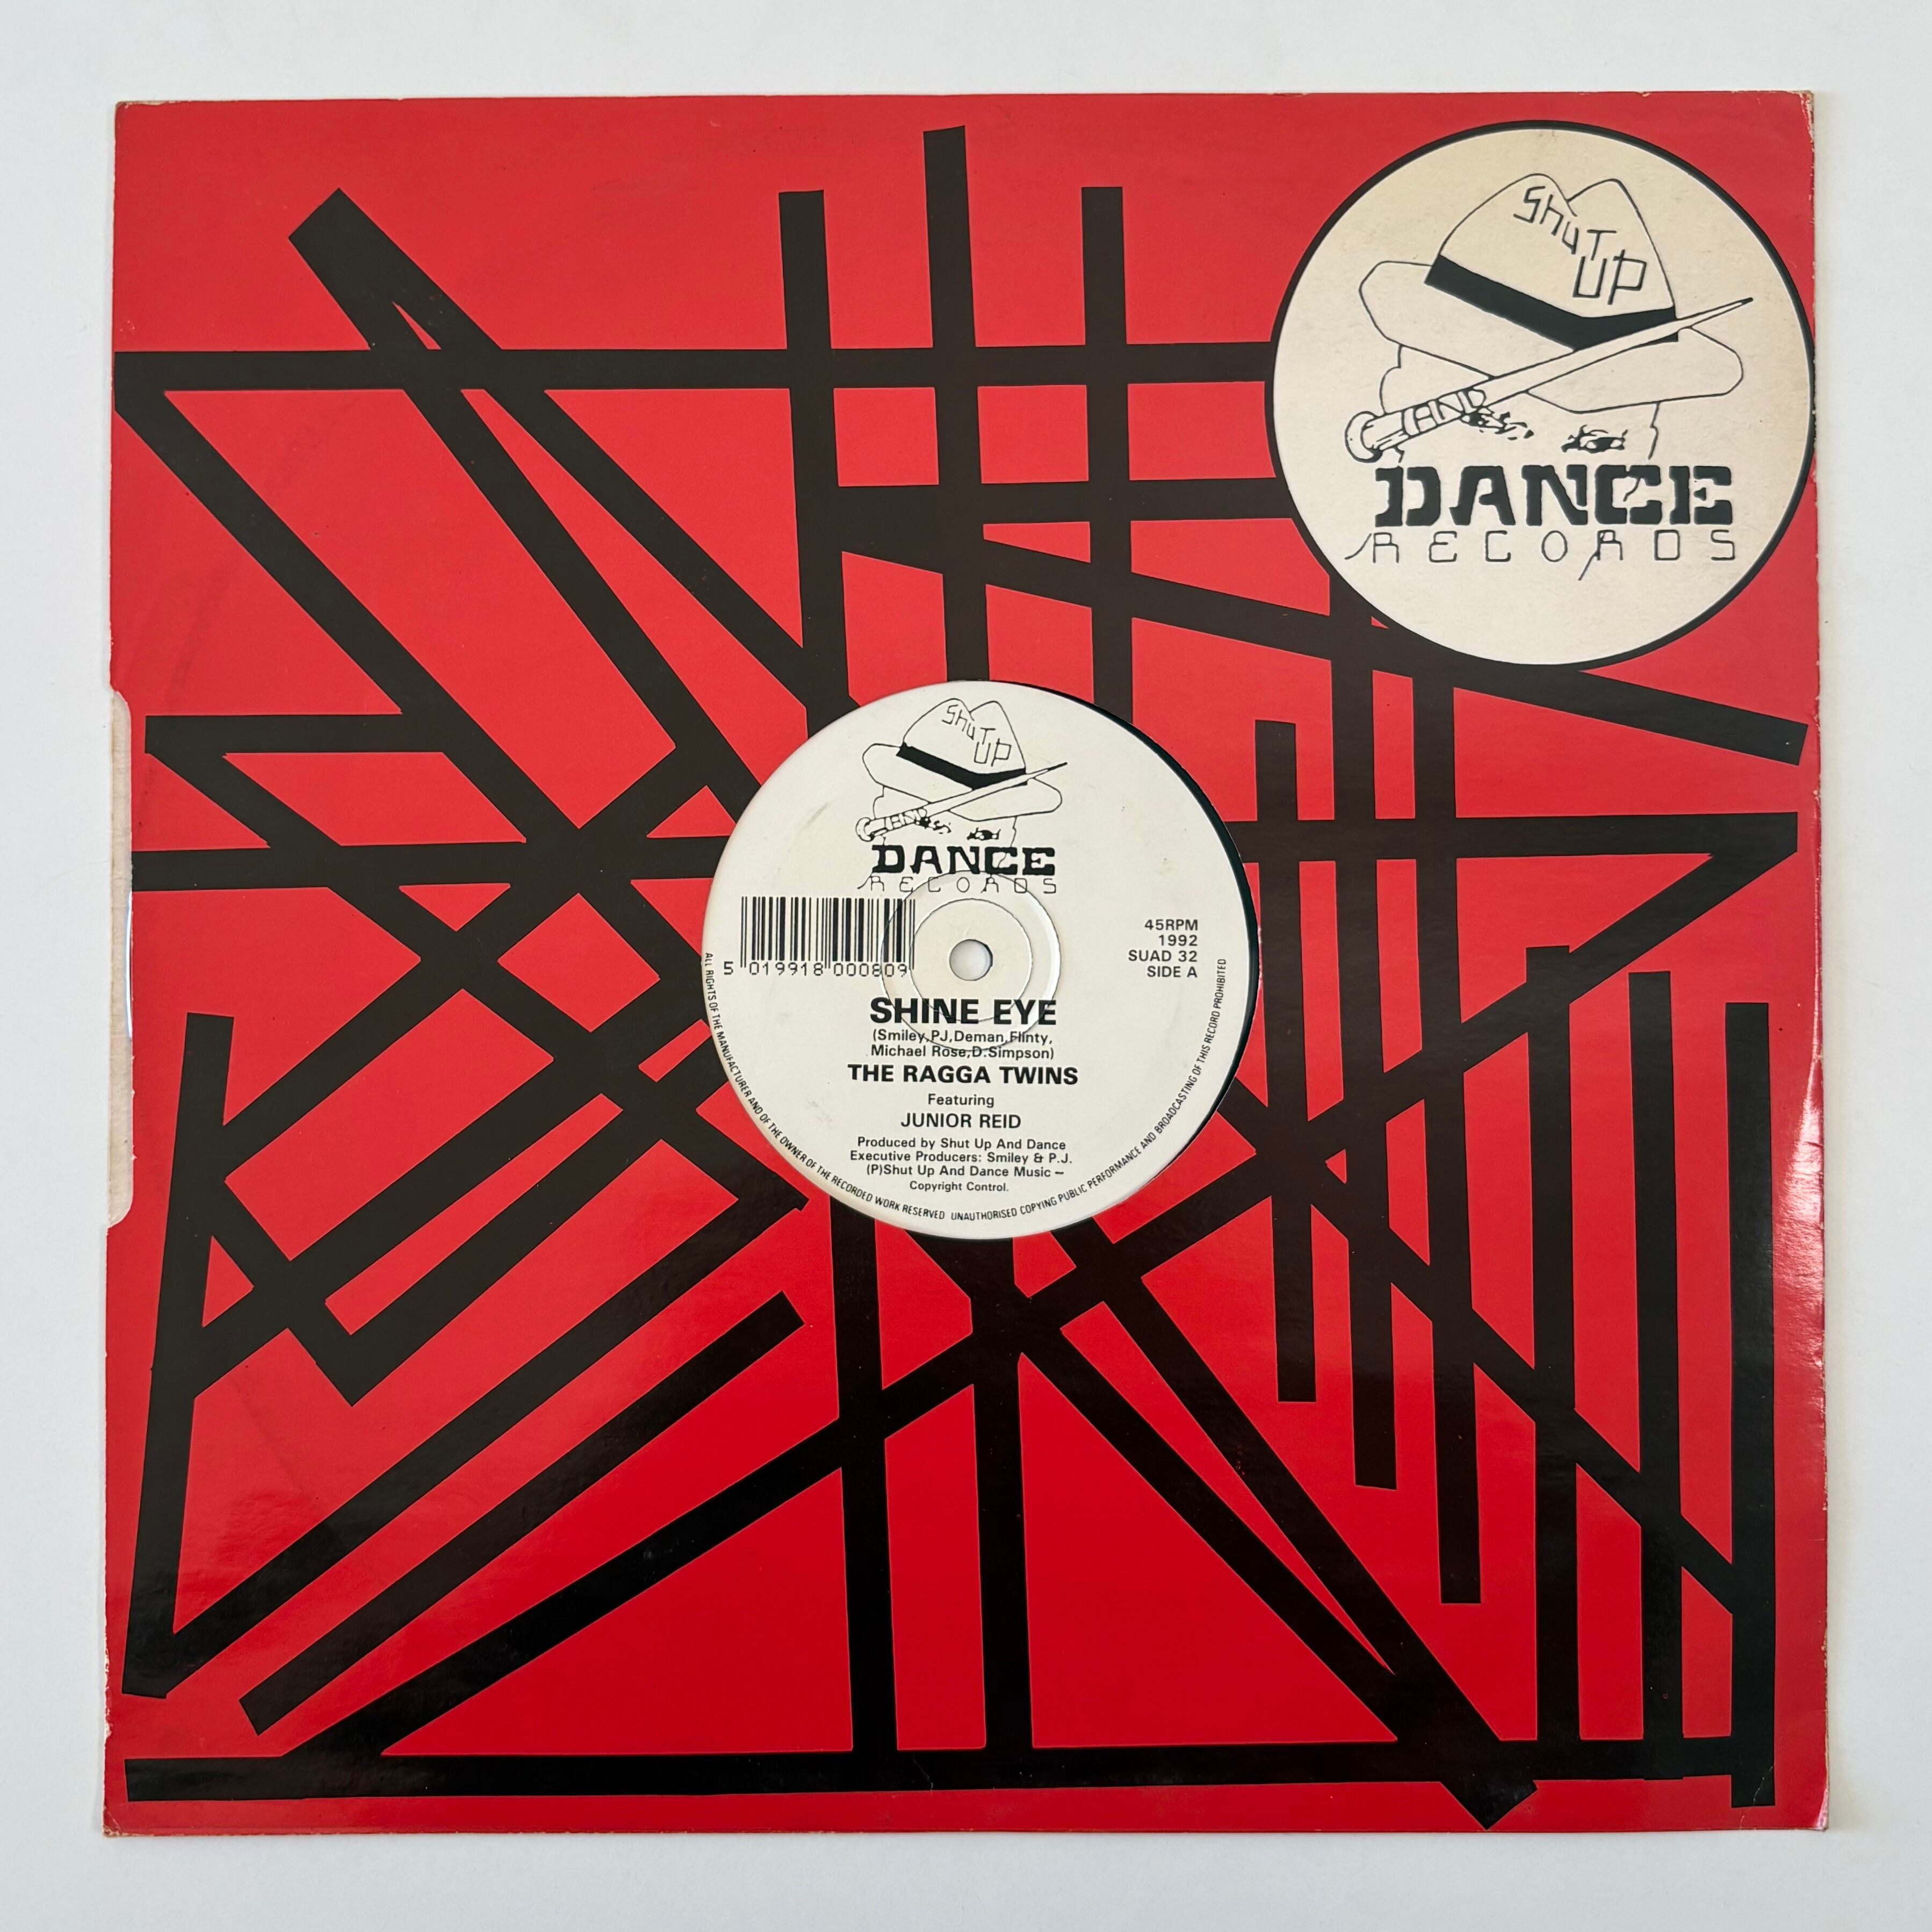 Shut
UP
AND
DANCE
RECORDS
Shut
UP
AND
DANCE
RECORDS
5 019918 000809
45RPM
1992
SUAD 32
SIDE A
SHINE EYE
(Smiley,P.J,Deman,Flinty,
Michael Rose,D.Simpson)
THE RAGGA TWINS
Featuring
JUNIOR REID
Produced by Shut Up And Dance
Executive Producers: Smiley & P.J.
(P)Shut Up And Dance Music –
Copyright Control.
ALL RIGHTS OF THE MANUFACTURER AND OF THE OWNER OF THE RECORDED WORK RESERVED UNAUTHORISED COPYING PUBLIC PERFORMANCE AND BROADCASTING OF THIS RECORD PROHIBITED